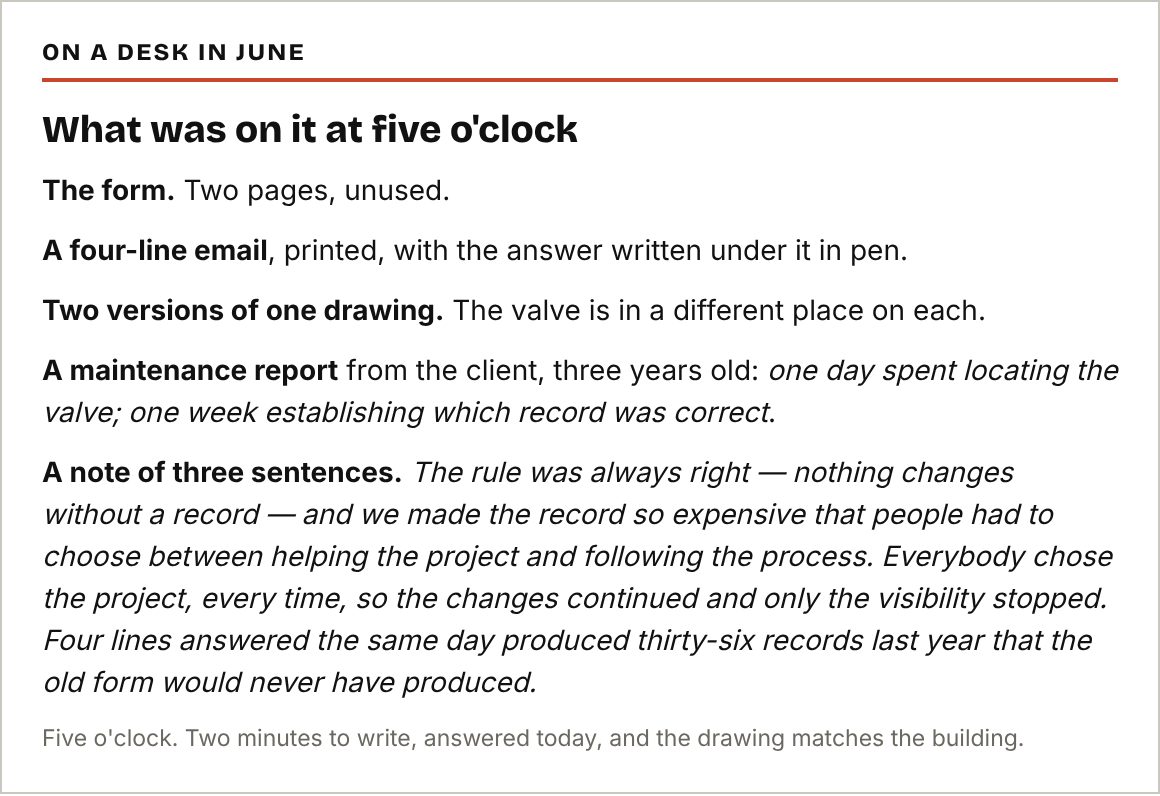 ON A DESK IN JUNE
What was on it at five o'clock
The form. Two pages, unused.
A four-line email, printed, with the answer written under it in pen.
Two versions of one drawing. The valve is in a different place on each.
A maintenance report from the client, three years old: one day spent locating the
valve; one week establishing which record was correct.
A note of three sentences. The rule was always right — nothing changes
without a record — and we made the record so expensive that people had to
choose between helping the project and following the process. Everybody chose
the project, every time, so the changes continued and only the visibility stopped.
Four lines answered the same day produced thirty-six records last year that the
old form would never have produced.
Five o'clock. Two minutes to write, answered today, and the drawing matches the building.